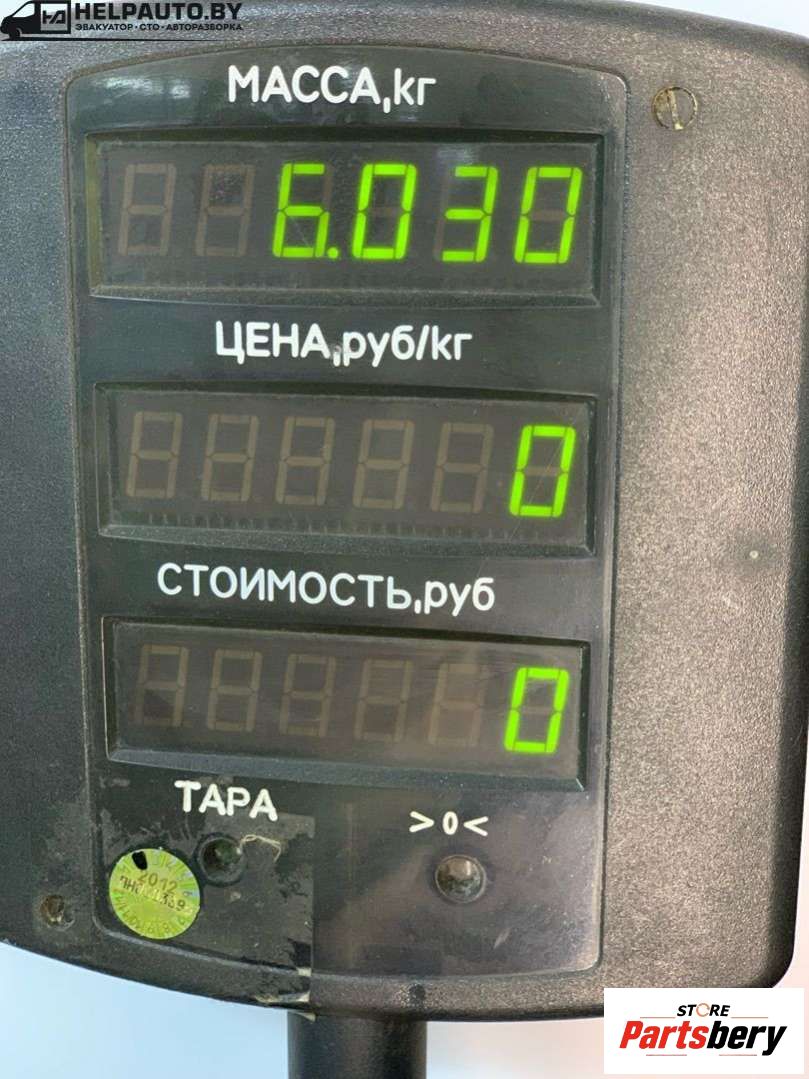 HELPAUTO.BY
ЭВАКУАТОР · СТО · АВТОРАЗБОРКА
МАССА,кг
6.030
ЦЕНА,руб/кг
0
СТОИМОСТЬ,руб
0
ТАРА
>0<
2012
STORE
Partsbery